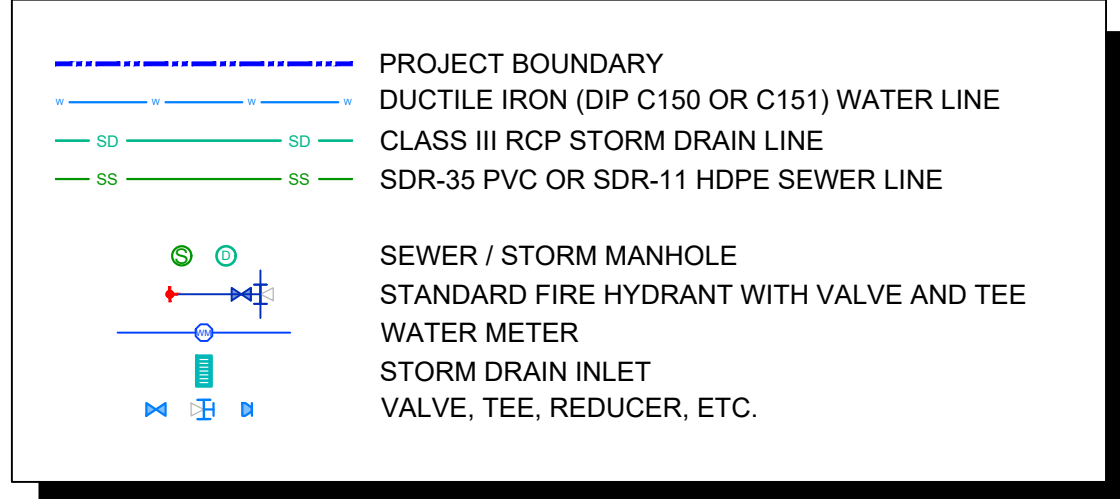 PROJECT BOUNDARY
W W W W DUCTILE IRON (DIP C150 OR C151) WATER LINE
SD SD CLASS III RCP STORM DRAIN LINE
SS SS SDR-35 PVC OR SDR-11 HDPE SEWER LINE
S D SEWER / STORM MANHOLE
STANDARD FIRE HYDRANT WITH VALVE AND TEE
WM WATER METER
STORM DRAIN INLET
VALVE, TEE, REDUCER, ETC.